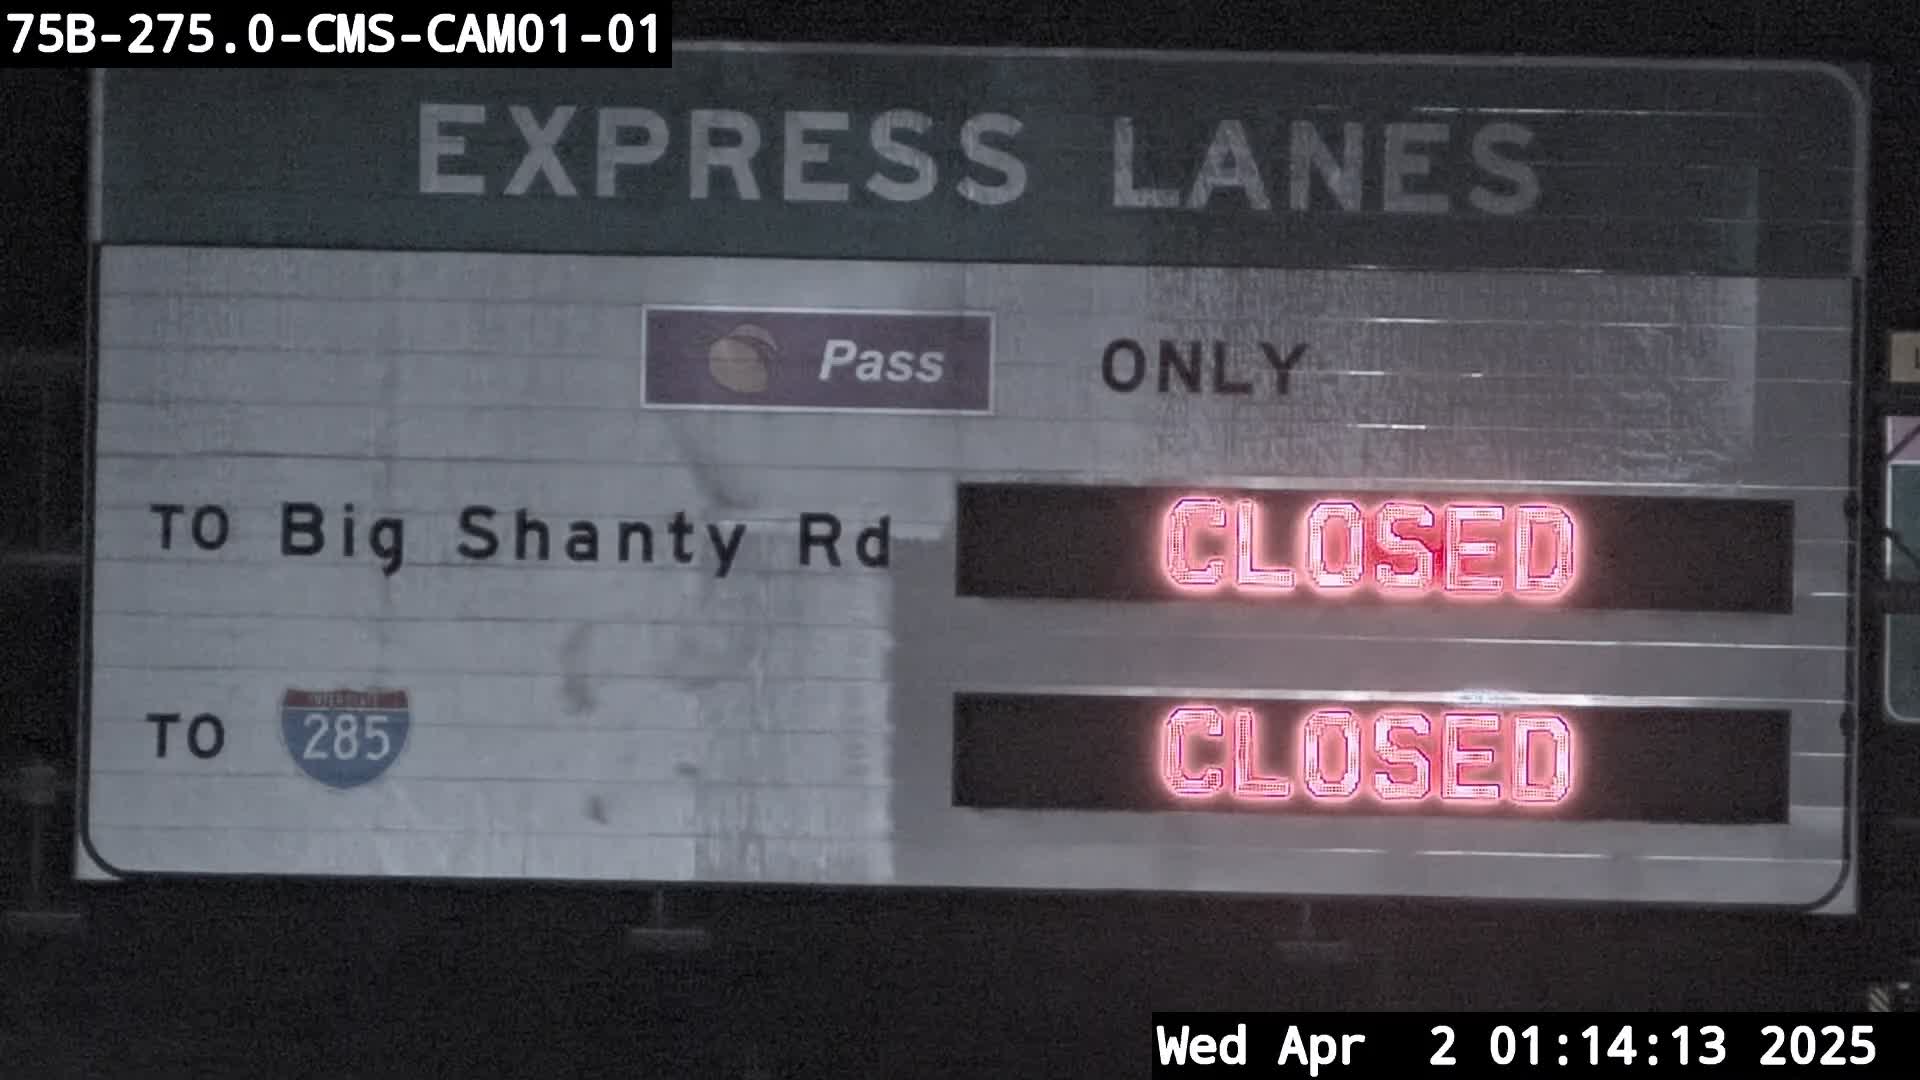 75B-275.0-CMS-CAM01-01
EXPRESS LANES
Pass ONLY
TO Big Shanty Rd CLOSED
TO INTERSTATE 285 CLOSED
Wed Apr 2 01:14:13 2025